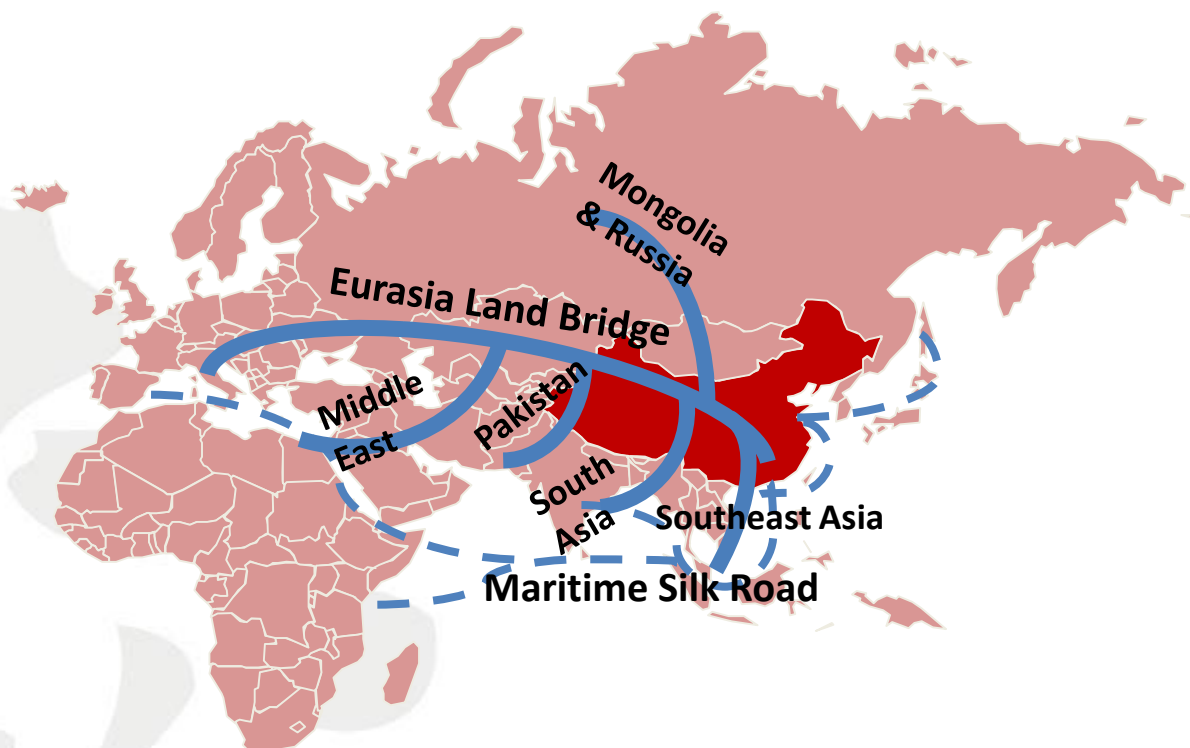 Mongolia
& Russia
Eurasia Land Bridge
Middle
East
Pakistan
South
Asia
Southeast Asia
Maritime Silk Road